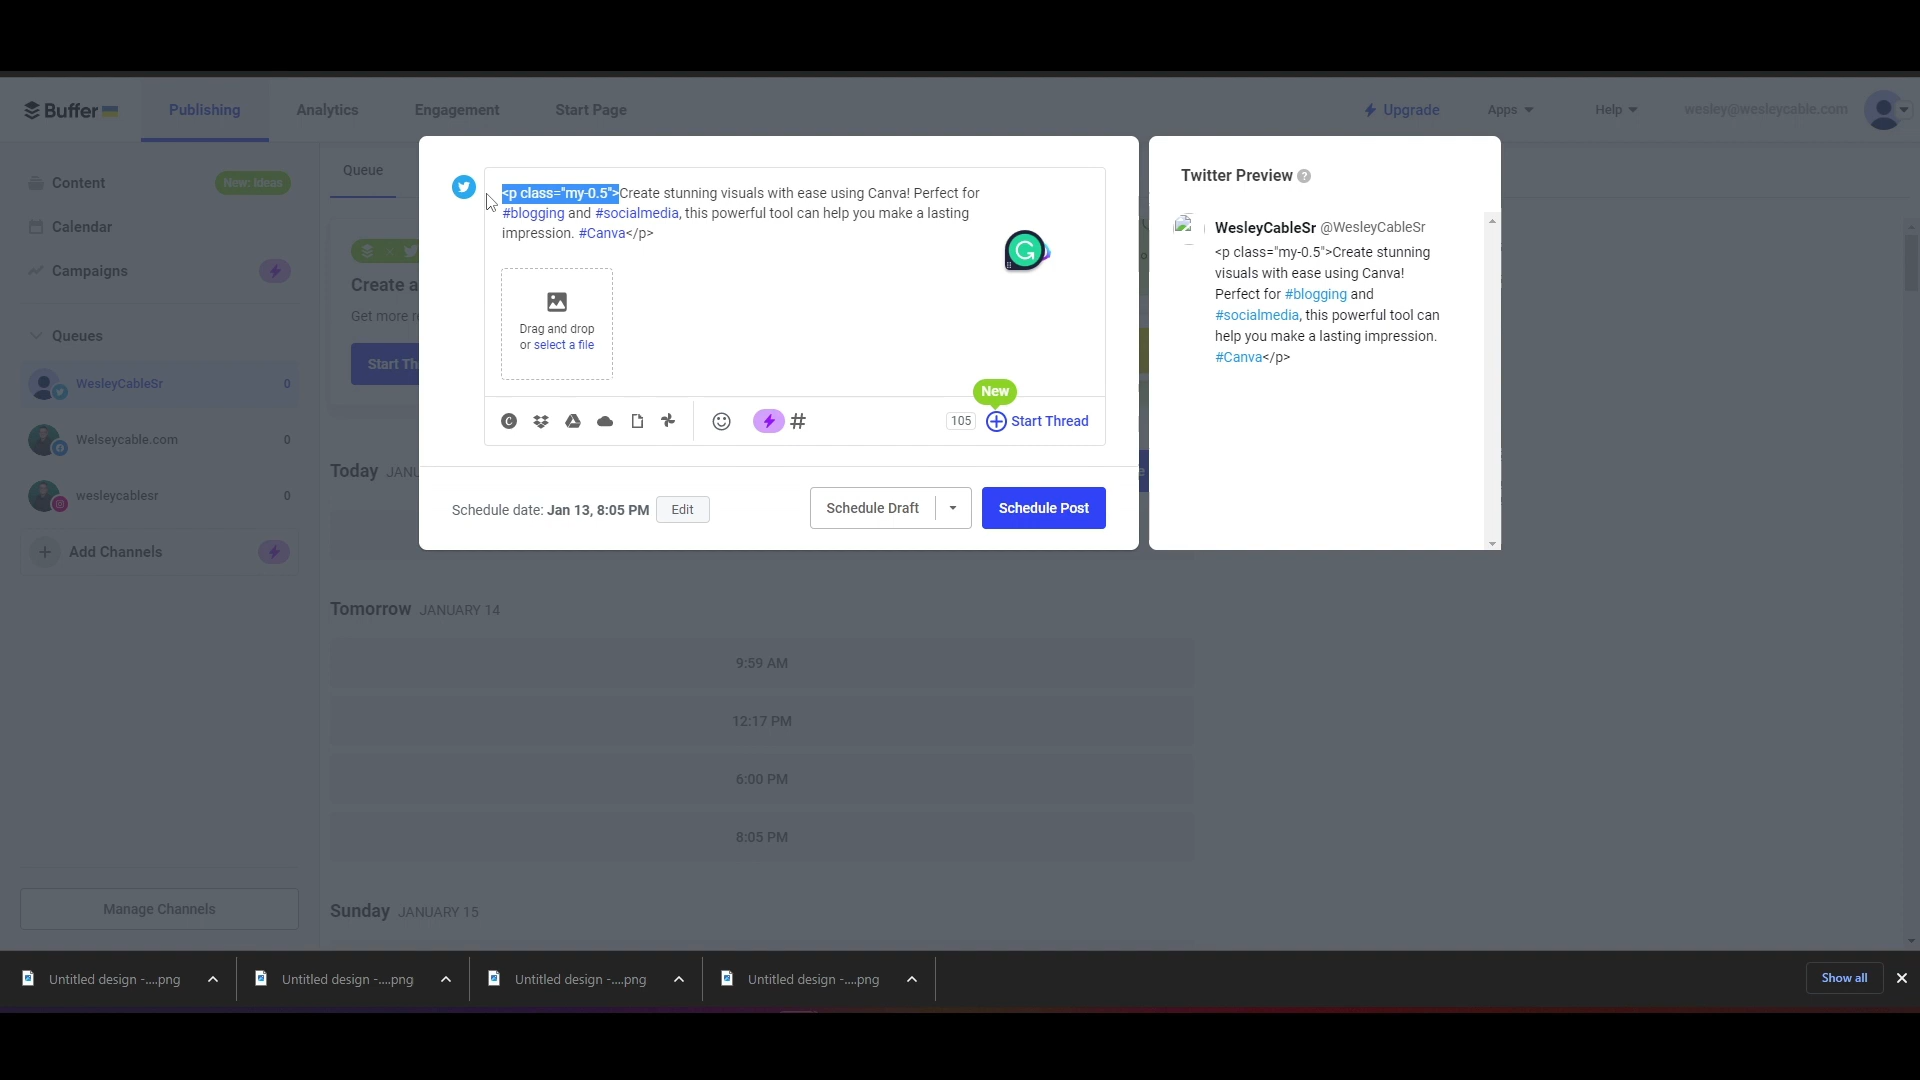 Buffer
Publishing
Analytics
Engagement
Start Page
Upgrade
Apps
Help
wesley@wesleycable.com
Content
New: Ideas
Calendar
Campaigns
Queues
WesleyCableSr 0
Welseycable.com 0
wesleycablesr 0
Add Channels
Manage Channels
Queue
Create a
Get more r
Start Th
<p class="my-0.5">Create stunning visuals with ease using Canva! Perfect for
#blogging and #socialmedia, this powerful tool can help you make a lasting
impression. #Canva</p>
Drag and drop
or select a file
New
105
Start Thread
Schedule date: Jan 13, 8:05 PM
Edit
Schedule Draft
Schedule Post
Twitter Preview
WesleyCableSr @WesleyCableSr
<p class="my-0.5">Create stunning
visuals with ease using Canva!
Perfect for #blogging and
#socialmedia, this powerful tool can
help you make a lasting impression.
#Canva</p>
Today JANU
Tomorrow JANUARY 14
9:59 AM
12:17 PM
6:00 PM
8:05 PM
Sunday JANUARY 15
Untitled design -....png
Untitled design -....png
Untitled design -....png
Untitled design -....png
Show all